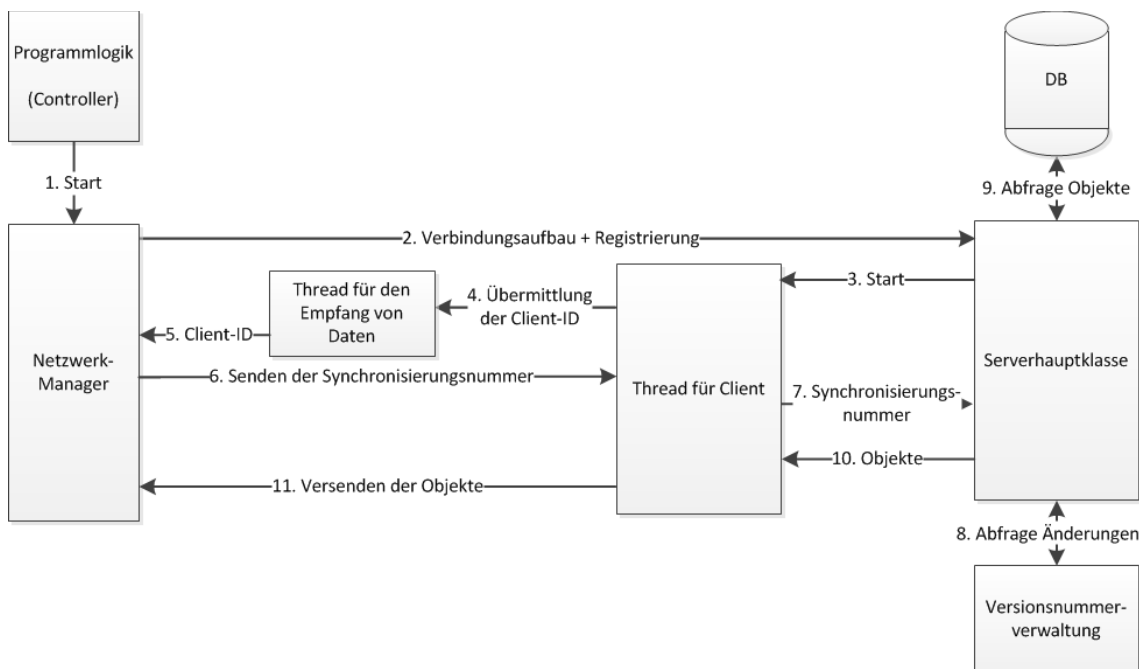 Programmlogik
(Controller)
DB
1. Start
9. Abfrage Objekte
2. Verbindungsaufbau + Registrierung
3. Start
Thread für den
Empfang von
Daten
4. Übermittlung
der Client-ID
5. Client-ID
Netzwerk-
Manager
6. Senden der Synchronisierungsnummer
Thread für Client
7. Synchronisierungs-
nummer
Serverhauptklasse
10. Objekte
11. Versenden der Objekte
8. Abfrage Änderungen
Versionsnummer-
verwaltung